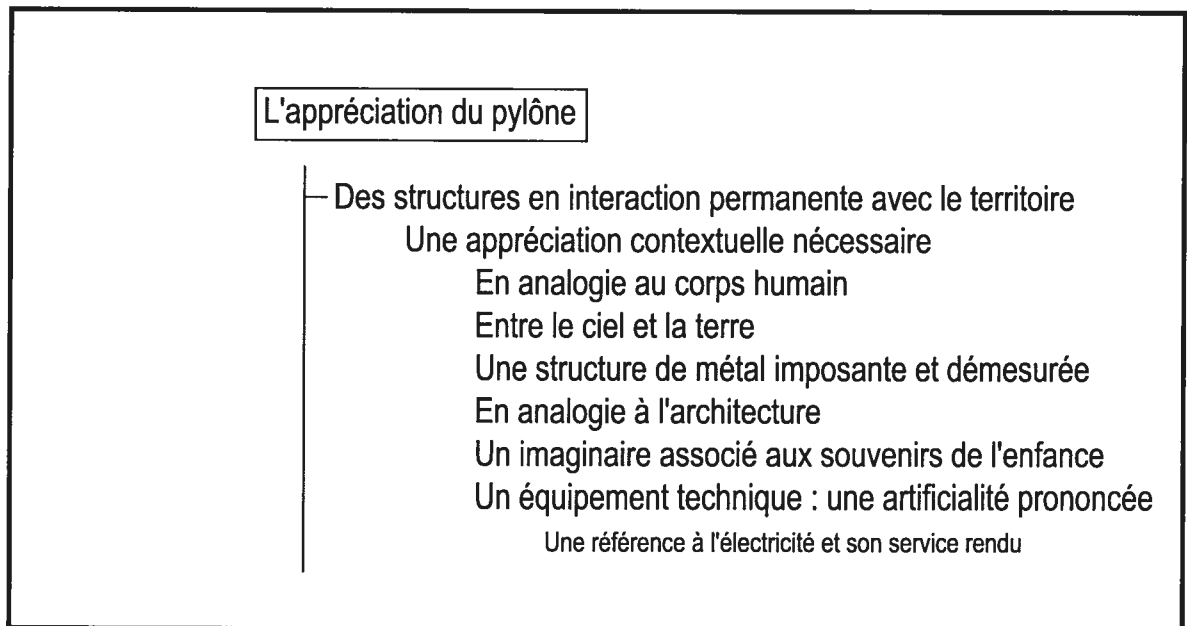 L'appréciation du pylône
Des structures en interaction permanente avec le territoire
Une appréciation contextuelle nécessaire
En analogie au corps humain
Entre le ciel et la terre
Une structure de métal imposante et démesurée
En analogie à l'architecture
Un imaginaire associé aux souvenirs de l'enfance
Un équipement technique : une artificialité prononcée
Une référence à l'électricité et son service rendu